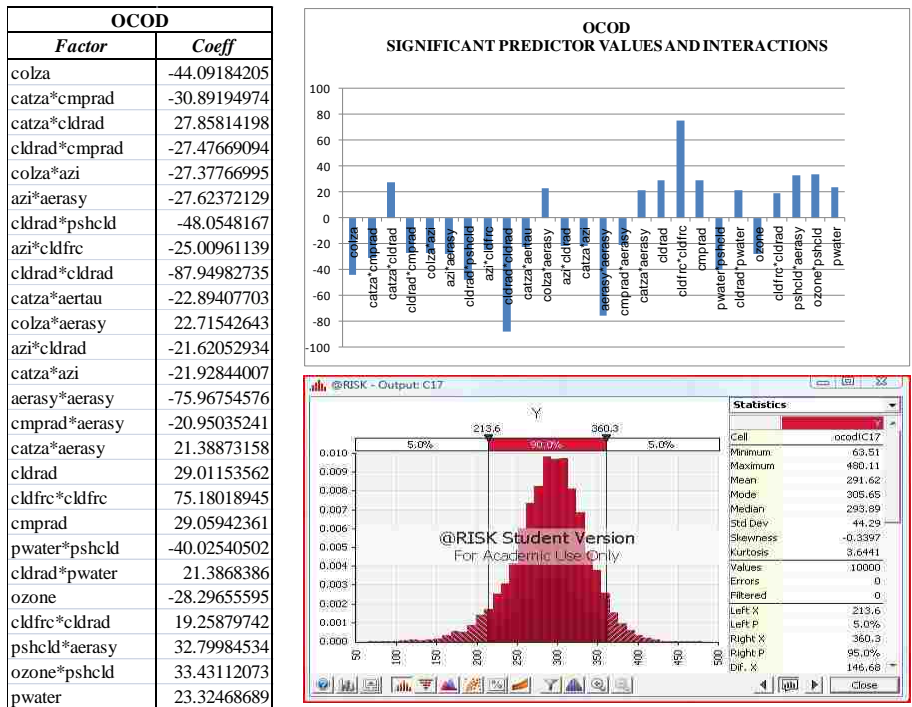 OCOD
Factor Coeff
colza -44.09184205
catza*cmprad -30.89194974
catza*cldrad 27.85814198
cldrad*cmprad -27.47669094
colza*azi -27.37766995
azi*aerasy -27.62372129
cldrad*pshcld -48.0548167
azi*cldfrc -25.00961139
cldrad*cldrad -87.94982735
catza*aertau -22.89407703
colza*aerasy 22.71542643
azi*cldrad -21.62052934
catza*azi -21.92844007
aerasy*aerasy -75.96754576
cmprad*aerasy -20.95035241
catza*aerasy 21.38873158
cldrad 29.01153562
cldfrc*cldfrc 75.18018945
cmprad 29.05942361
pwater*pshcld -40.02540502
cldrad*pwater 21.3868386
ozone -28.29655595
cldfrc*cldrad 19.25879742
pshcld*aerasy 32.79984534
ozone*pshcld 33.43112073
pwater 23.32468689
OCOD
SIGNIFICANT PREDICTOR VALUES AND INTERACTIONS
100
80
60
40
20
0
-20
-40
-60
-80
-100
colza
catza*cmprad
catza*cldrad
cldrad*cmprad
colza*azi
azi*aerasy
cldrad*pshcld
azi*cldfrc
cldrad*cldrad
catza*aertau
colza*aerasy
azi*cldrad
catza*azi
aerasy*aerasy
cmprad*aerasy
catza*aerasy
cldrad
cldfrc*cldfrc
cmprad
pwater*pshcld
cldrad*pwater
ozone
cldfrc*cldrad
pshcld*aerasy
ozone*pshcld
pwater
@RISK - Output: C17
Y
213.6 360.3
5.0% 90.0% 5.0%
0.010
0.009
0.008
0.007
0.006
0.005
0.004
0.003
0.002
0.001
0.000
50 100 150 200 250 300 350 400 450 500
@RISK Student Version
For Academic Use Only
Statistics
Y
Cell ocod!C17
Minimum 63.51
Maximum 480.11
Mean 291.62
Mode 305.65
Median 293.89
Std Dev 44.29
Skewness -0.3397
Kurtosis 3.6441
Values 10000
Errors 0
Filtered 0
Left X 213.6
Left P 5.0%
Right X 360.3
Right P 95.0%
Dif. X 146.68
Close